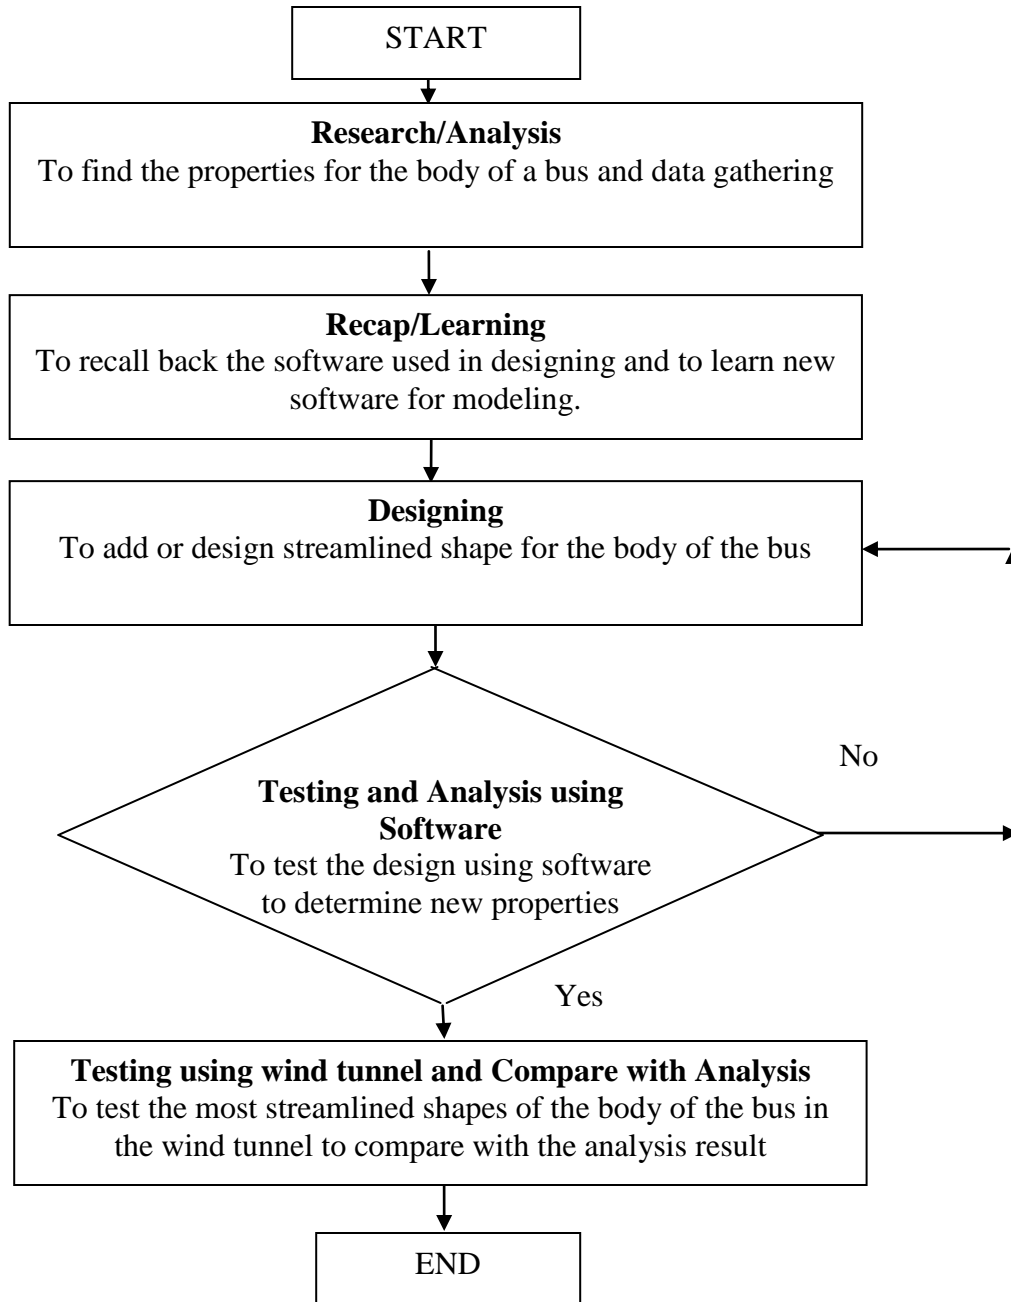 START
Research/Analysis
To find the properties for the body of a bus and data gathering
Recap/Learning
To recall back the software used in designing and to learn new
software for modeling.
Designing
To add or design streamlined shape for the body of the bus
No
Testing and Analysis using
Software
To test the design using software
to determine new properties
Yes
Testing using wind tunnel and Compare with Analysis
To test the most streamlined shapes of the body of the bus in
the wind tunnel to compare with the analysis result
END